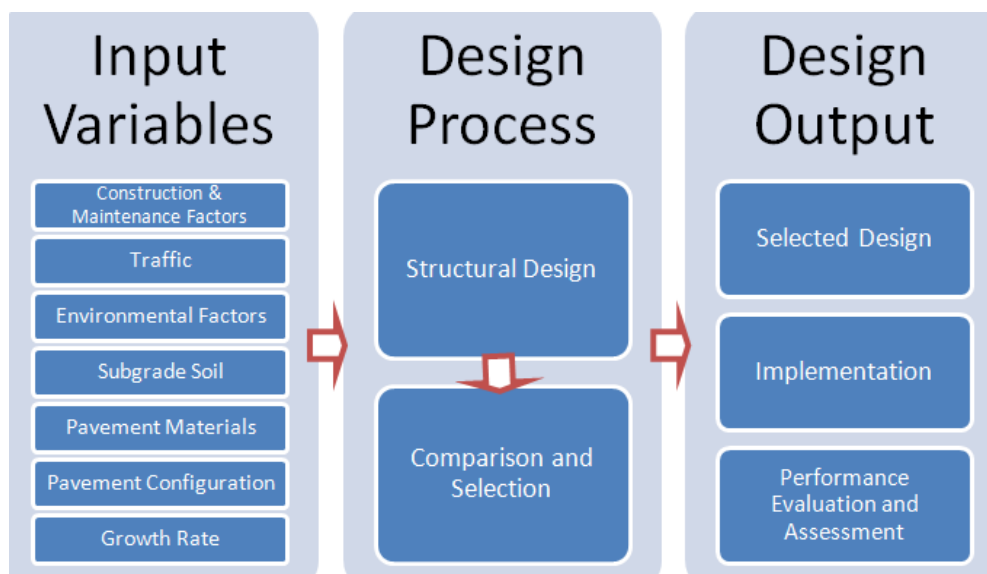 Input
Variables
Construction &
Maintenance Factors
Traffic
Environmental Factors
Subgrade Soil
Pavement Materials
Pavement Configuration
Growth Rate
Design
Process
Structural Design
Comparison and
Selection
Design
Output
Selected Design
Implementation
Performance
Evaluation and
Assessment